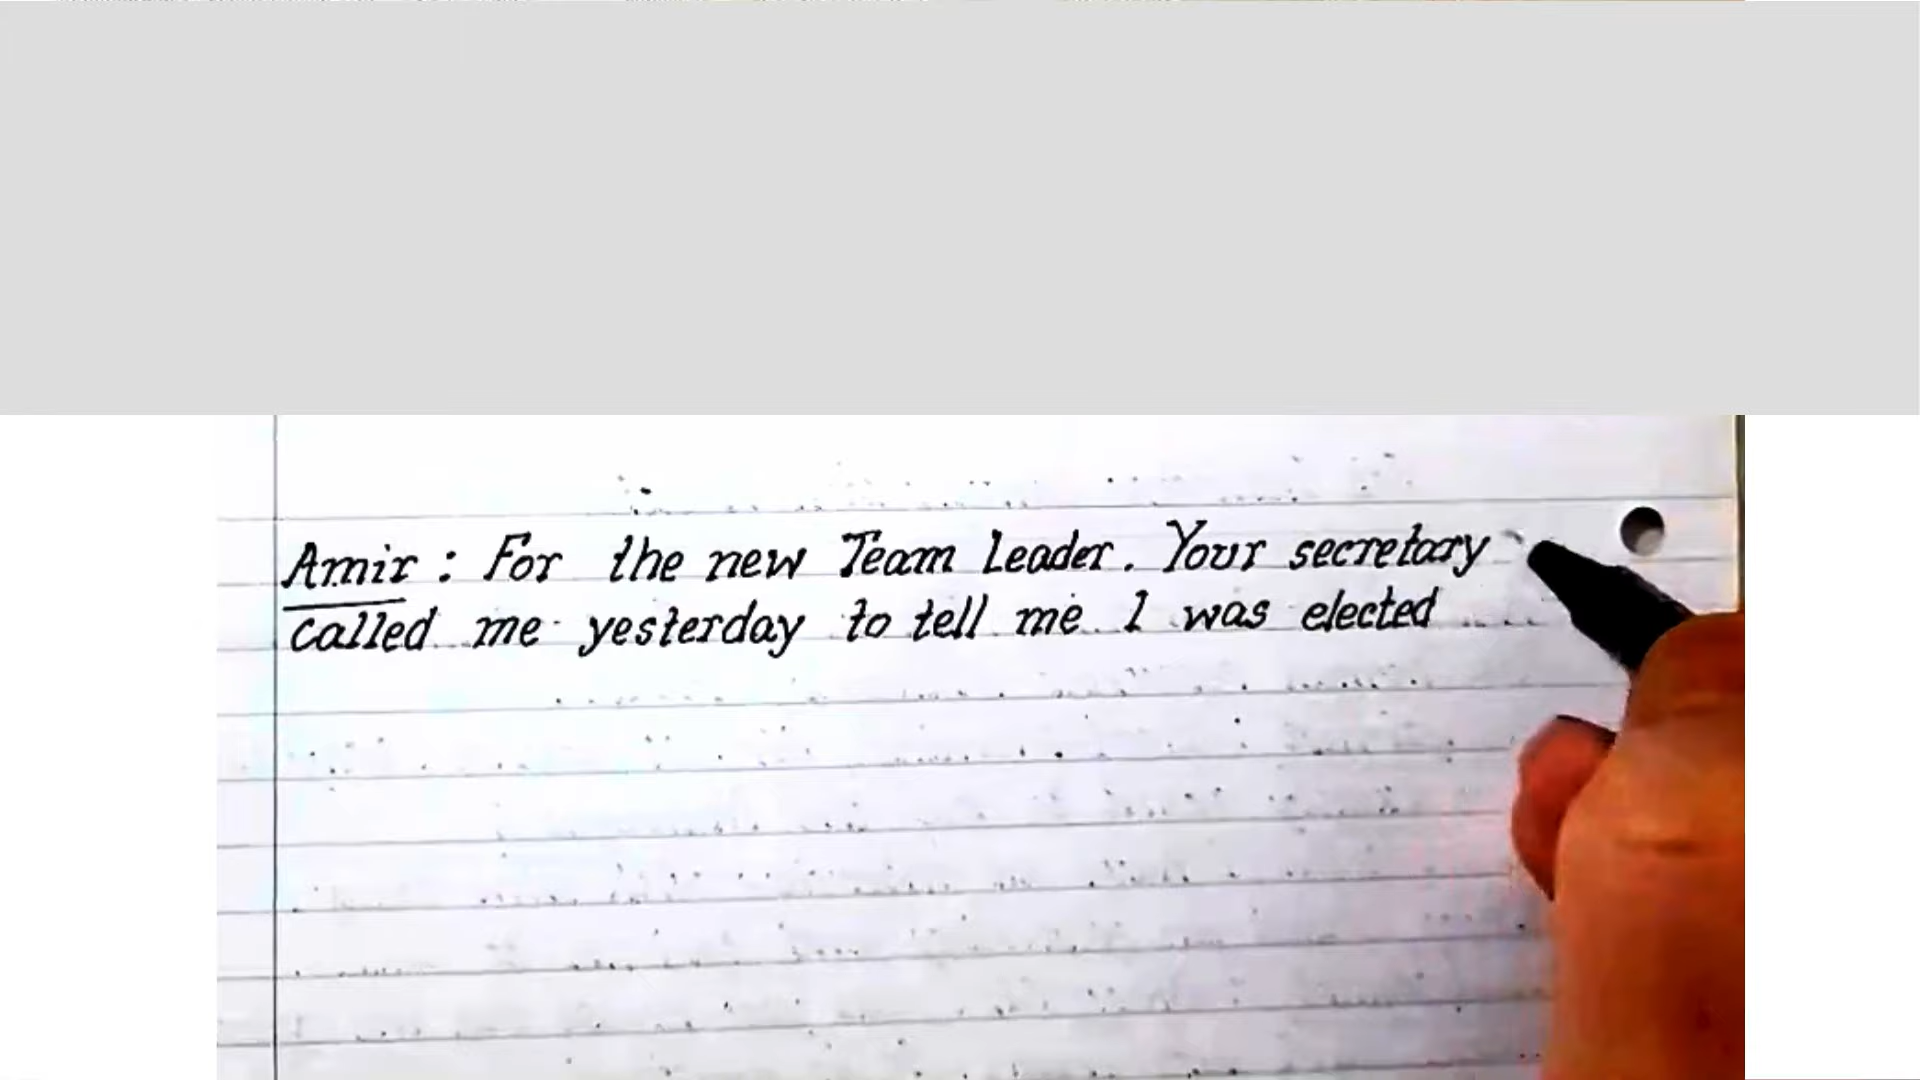 Amir : For the new Team Leader. Your secretary
called me yesterday to tell me I was elected